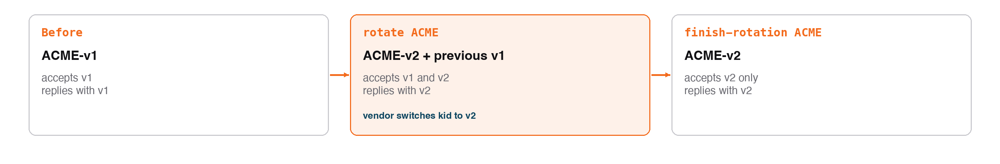 Before
ACME-v1
accepts v1
replies with v1
rotate ACME
ACME-v2 + previous v1
accepts v1 and v2
replies with v2
vendor switches kid to v2
finish-rotation ACME
ACME-v2
accepts v2 only
replies with v2